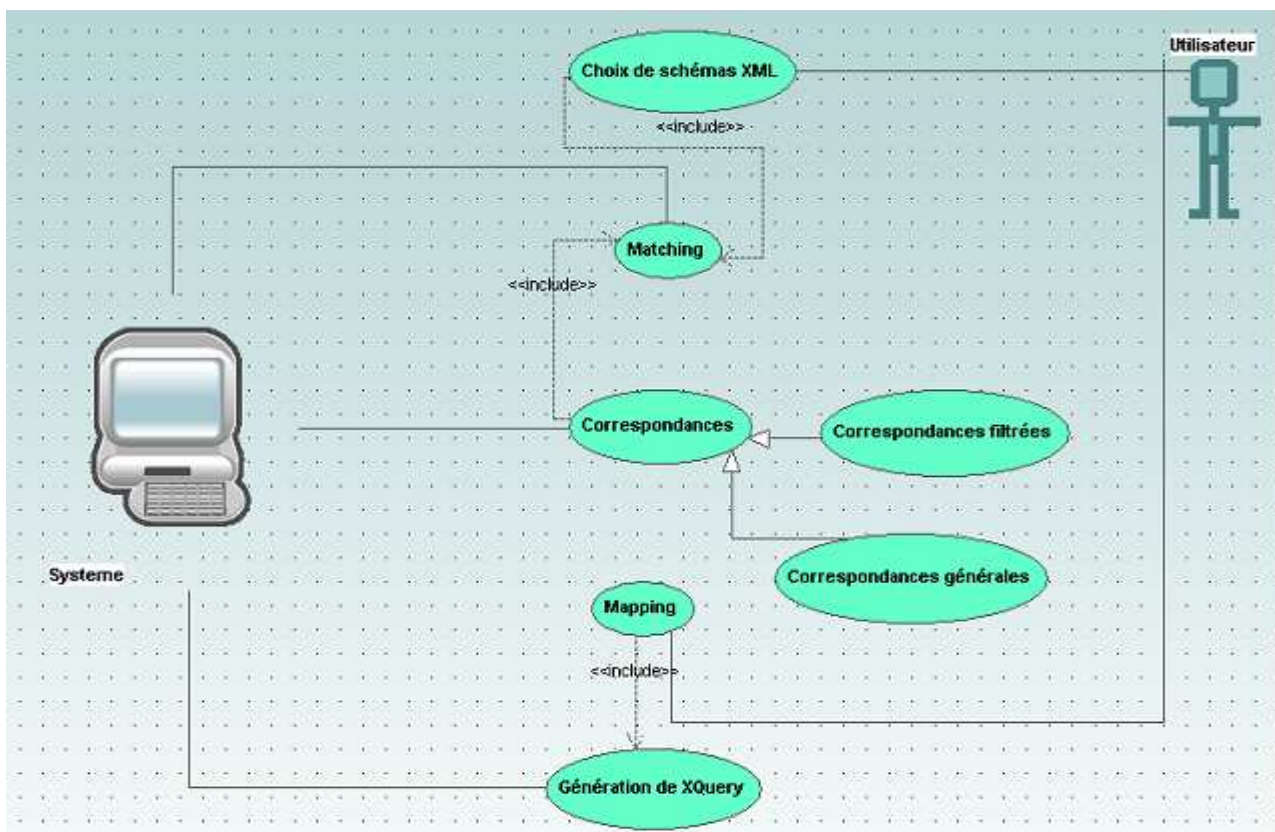 Utilisateur
Choix de schémas XML
<<include>>
Matching
<<include>>
Correspondances
Correspondances filtrées
Systeme
Correspondances générales
Mapping
<<include>>
Génération de XQuery